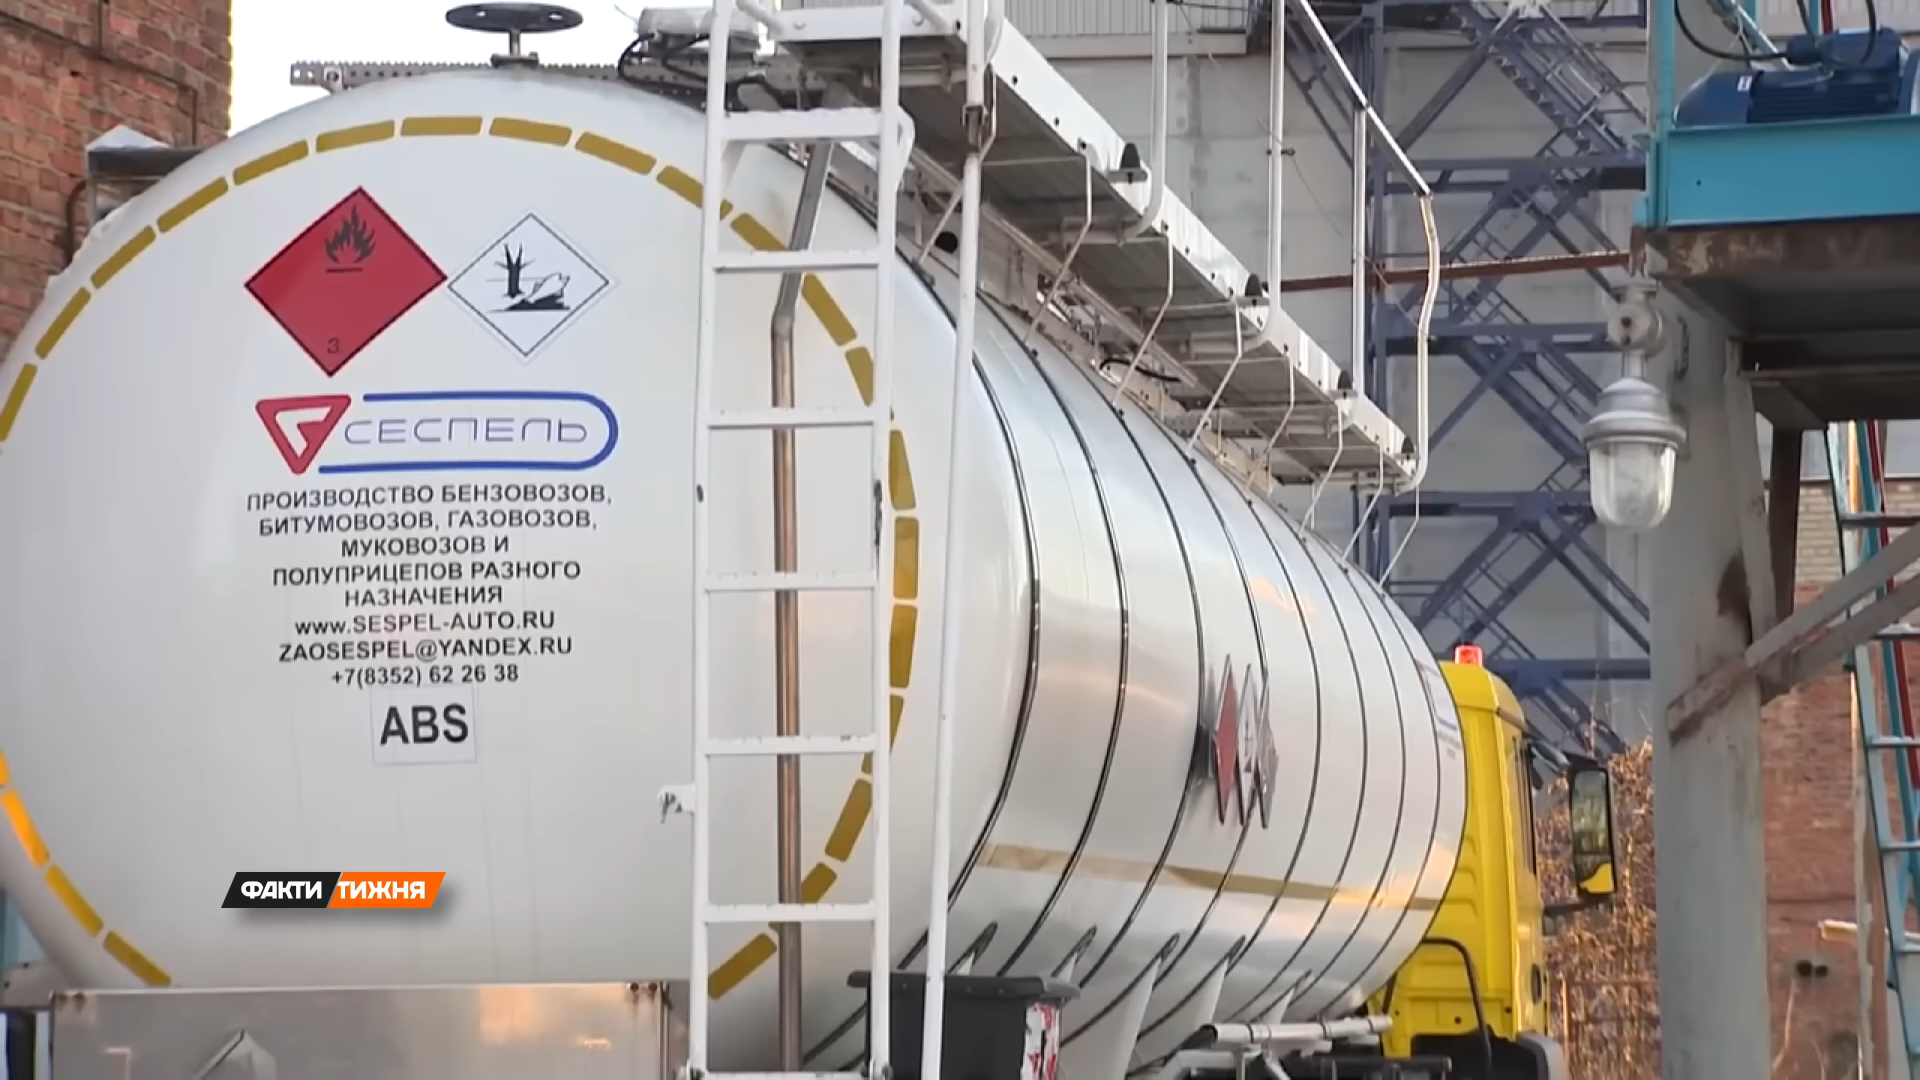 3
СЕСПЕЛЬ
ПРОИЗВОДСТВО БЕНЗОВОЗОВ,
БИТУМОВОЗОВ, ГАЗОВОЗОВ,
МУКОВОЗОВ И
ПОЛУПРИЦЕПОВ РАЗНОГО
НАЗНАЧЕНИЯ
www.SESPEL-AUTO.RU
ZAOSESPEL@YANDEX.RU
+7(8352) 62 26 38
ABS
ФАКТИ ТИЖНЯ